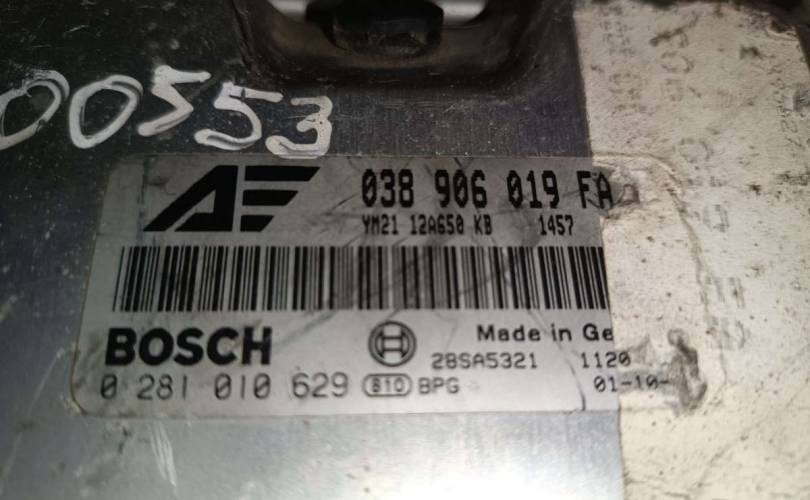 00553
038 906 019 FA
YM21 12A650 KB 1457
BOSCH
Made in Ge
28SA5321 1120
0 281 010 629 810 BPG 01-10-